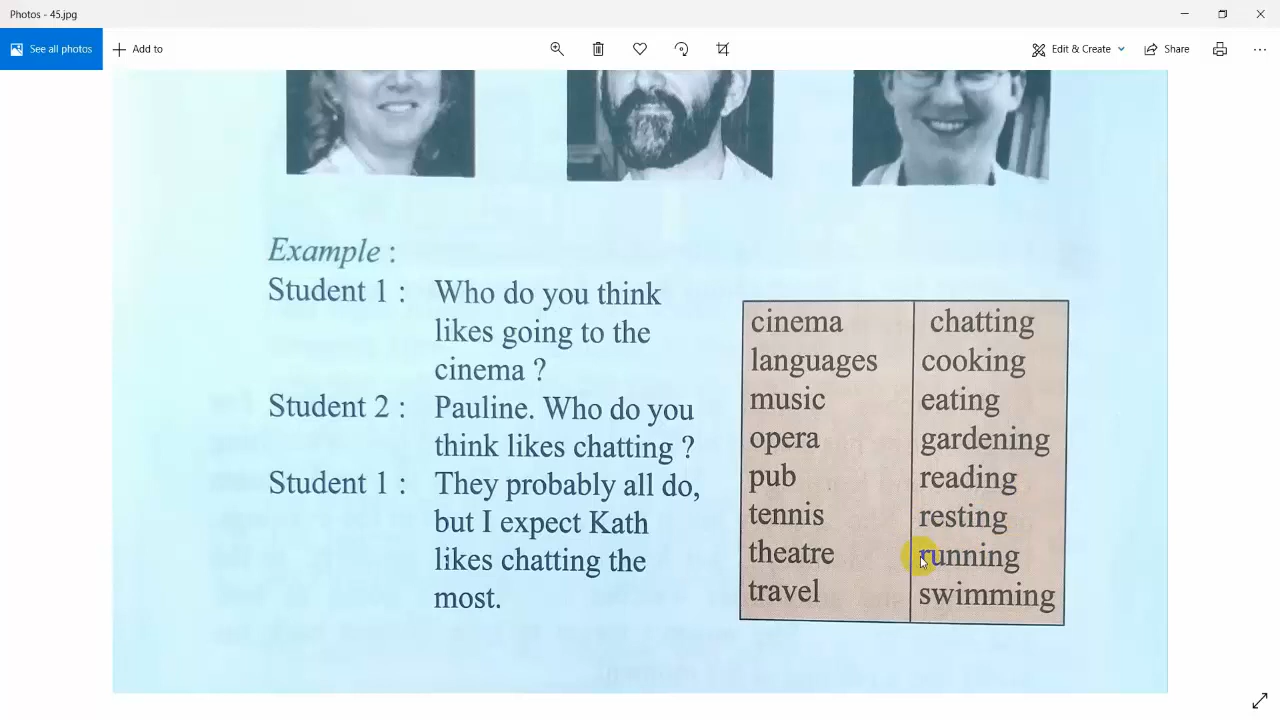 Photos - 45.jpg
See all photos
Add to
Edit & Create
Share
Example :
Student 1 : Who do you think
likes going to the
cinema ?
Student 2 : Pauline. Who do you
think likes chatting ?
Student 1 : They probably all do,
but I expect Kath
likes chatting the
most.
cinema chatting
languages cooking
music eating
opera gardening
pub reading
tennis resting
theatre running
travel swimming